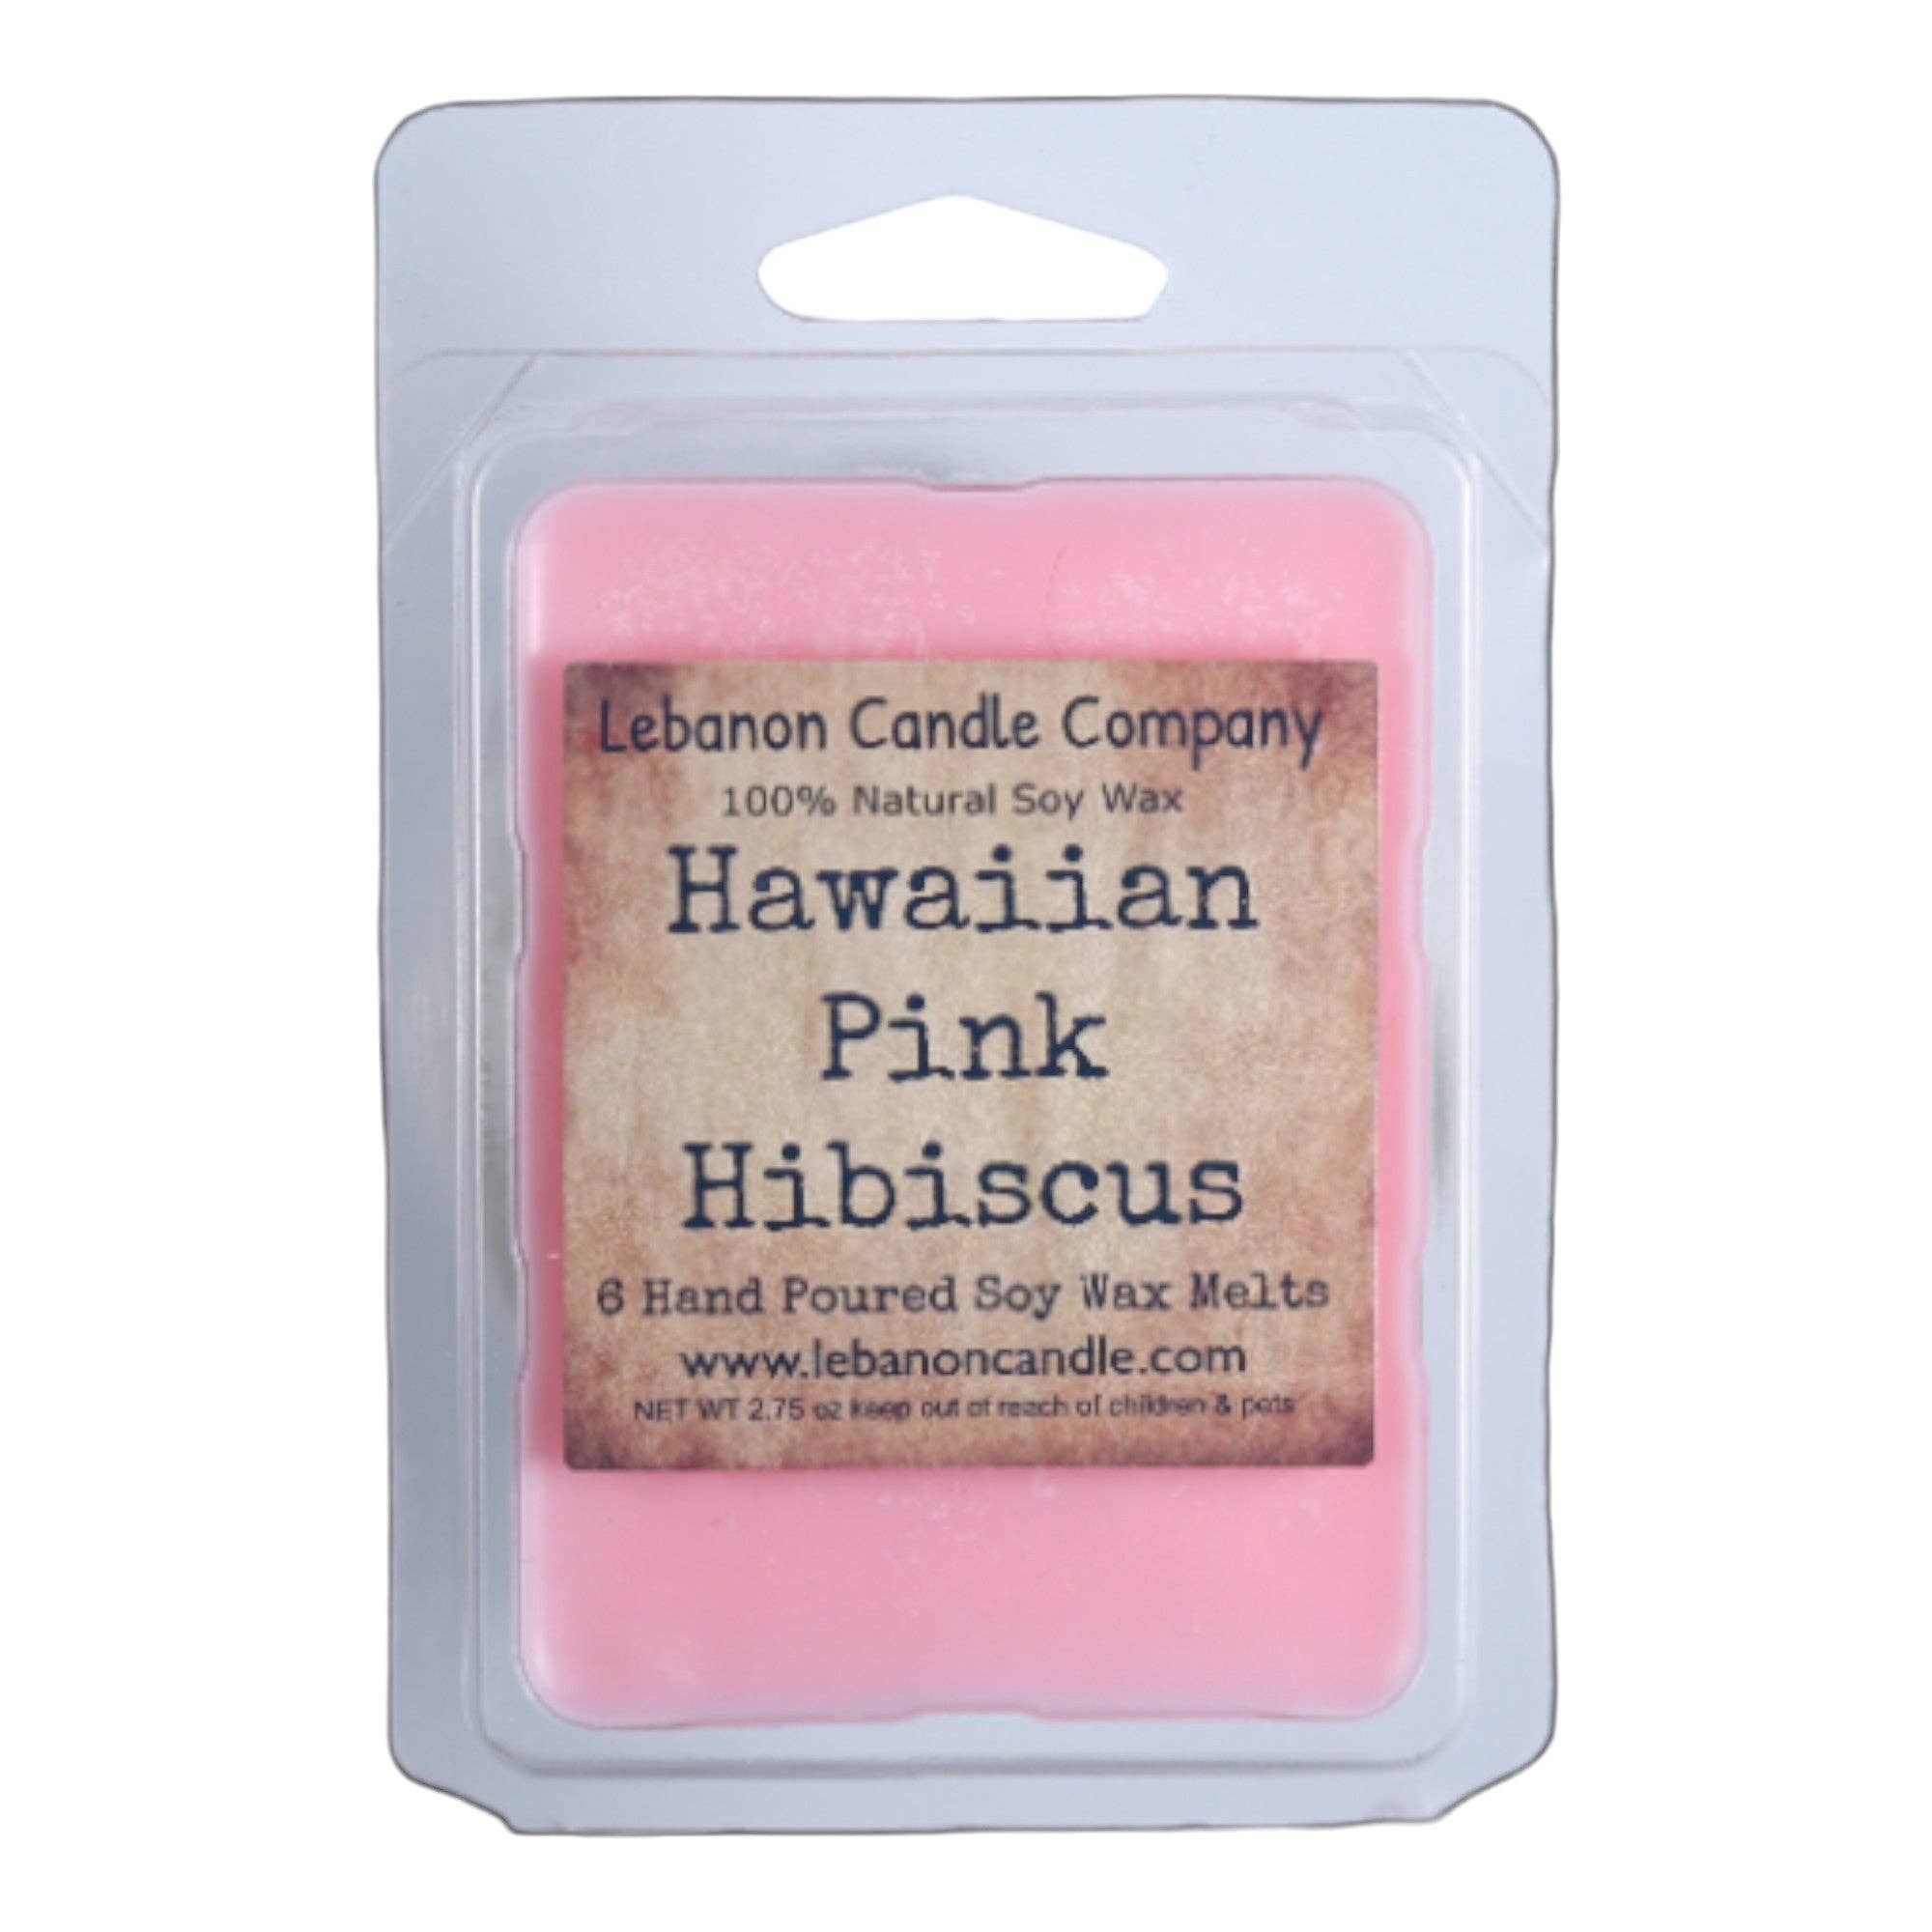 Lebanon Candle Company
100% Natural Soy Wax
Hawaiian
Pink
Hibiscus
6 Hand Poured Soy Wax Melts
www.lebanoncandle.com
NET WT 2.75 oz keep out of reach of children & pets